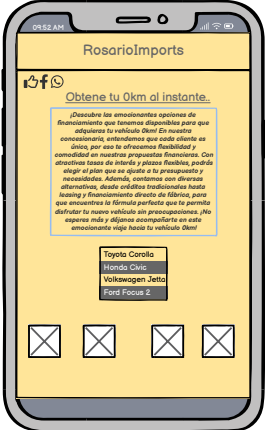 09:52 AM
RosarioImports
Obtene tu 0km al instante..
¡Descubre las emocionantes opciones de
financiamiento que tenemos disponibles para que
adquieras tu vehículo 0km! En nuestra
concesionaria, entendemos que cada cliente es
único, por eso te ofrecemos flexibilidad y
comodidad en nuestras propuestas financieras. Con
atractivas tasas de interés y plazos flexibles, podrás
elegir el plan que se ajuste a tu presupuesto y
necesidades. Además, contamos con diversas
alternativas, desde créditos tradicionales hasta
leasing y financiamiento directo de fábrica, para
que encuentres la fórmula perfecta que te permita
disfrutar tu nuevo vehículo sin preocupaciones. ¡No
esperes más y déjanos acompañarte en este
emocionante viaje hacia tu vehículo 0km!
Toyota Corolla
Honda Civic
Volkswagen Jetta
Ford Focus 2